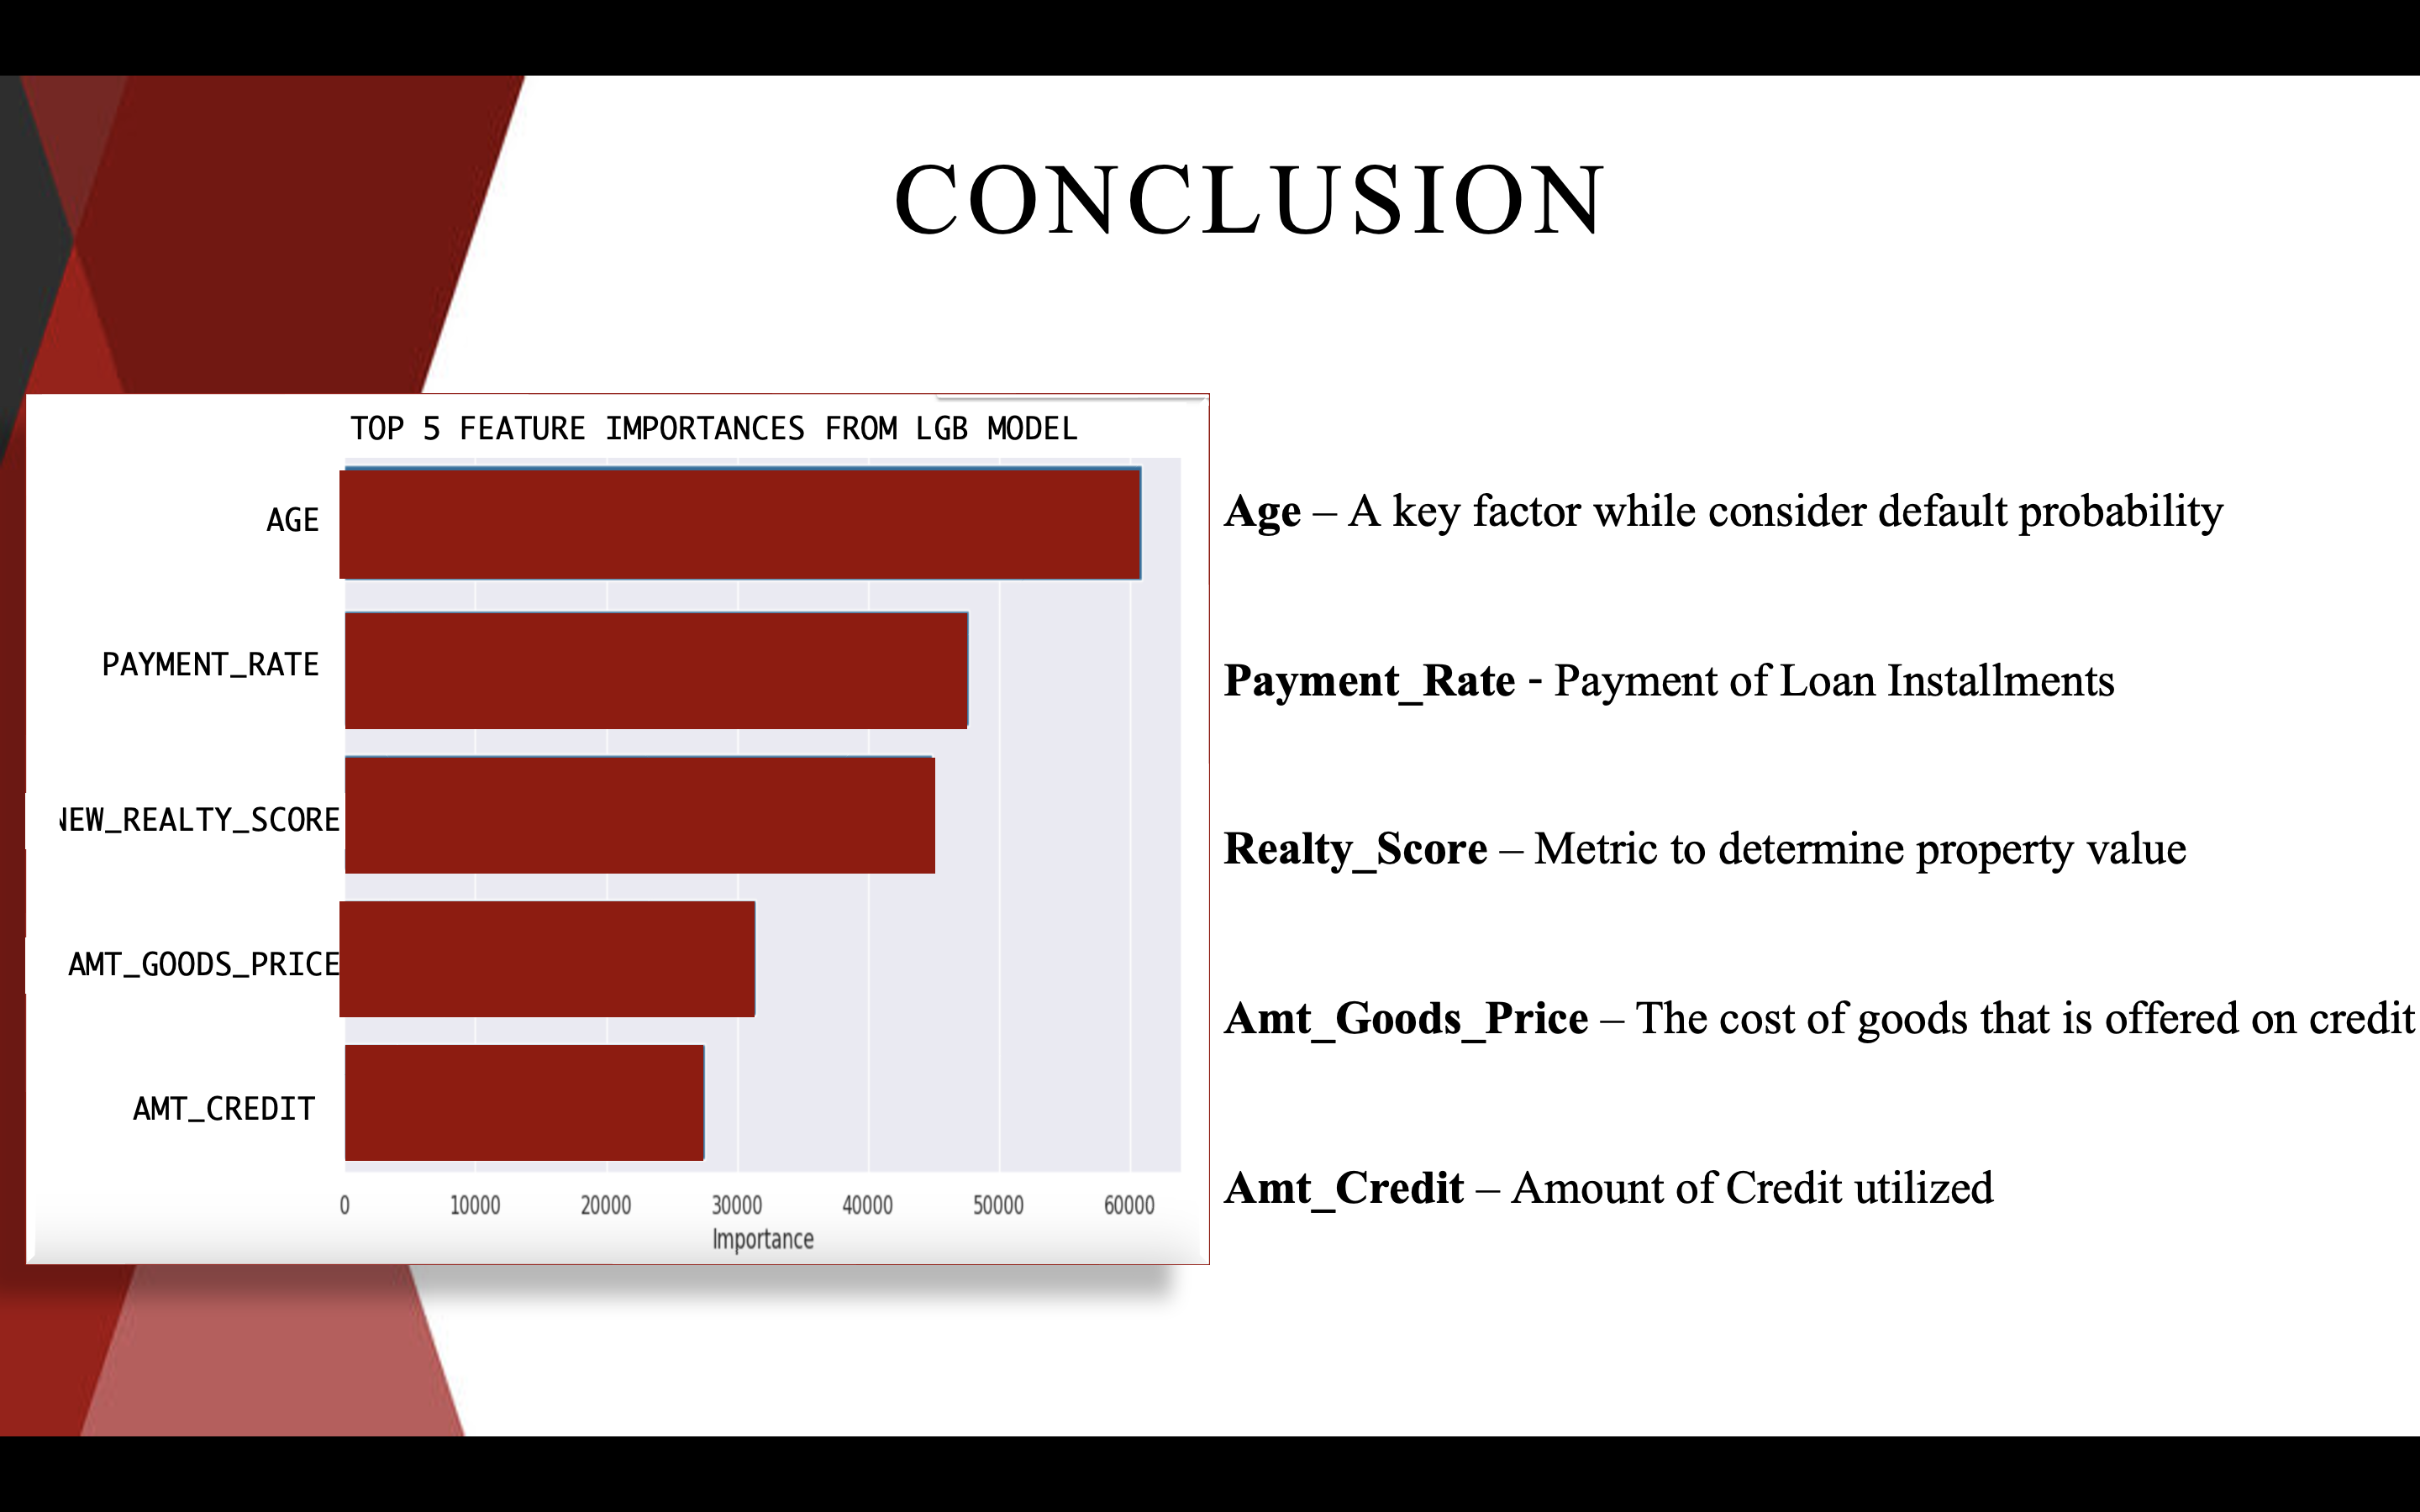 CONCLUSION
TOP 5 FEATURE IMPORTANCES FROM LGB MODEL
AGE
PAYMENT_RATE
NEW_REALTY_SCORE
AMT_GOODS_PRICE
AMT_CREDIT
0 10000 20000 30000 40000 50000 60000
Importance
Age – A key factor while consider default probability
Payment_Rate - Payment of Loan Installments
Realty_Score – Metric to determine property value
Amt_Goods_Price – The cost of goods that is offered on credit
Amt_Credit – Amount of Credit utilized